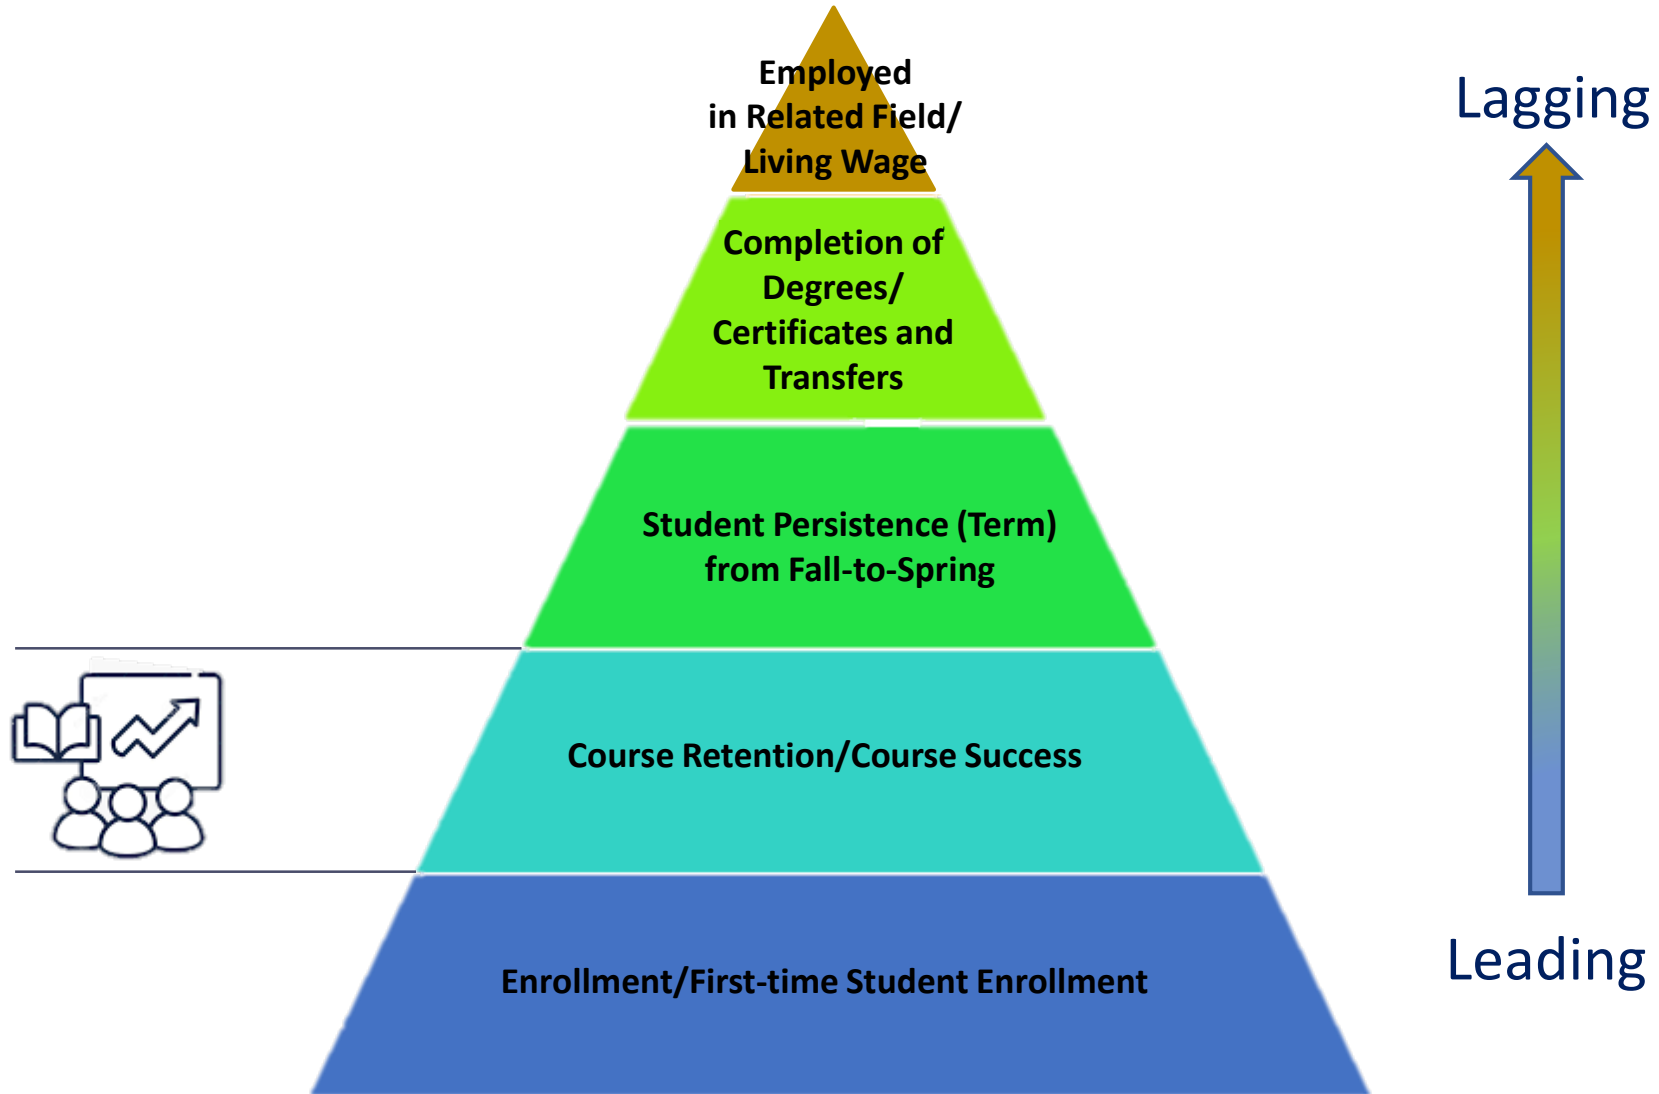 Employed
in Related Field/
Living Wage
Lagging
Completion of
Degrees/
Certificates and
Transfers
Student Persistence (Term)
from Fall-to-Spring
Course Retention/Course Success
Enrollment/First-time Student Enrollment
Leading